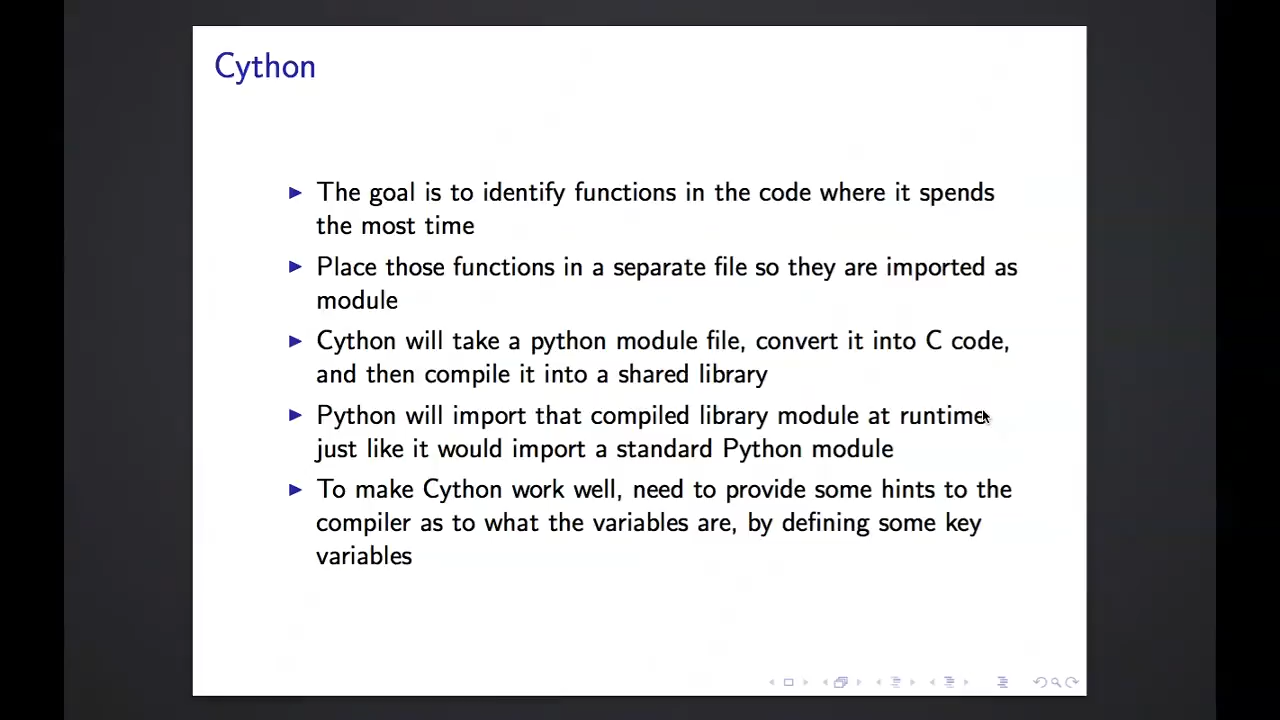 Cython
The goal is to identify functions in the code where it spends
the most time
Place those functions in a separate file so they are imported as
module
Cython will take a python module file, convert it into C code,
and then compile it into a shared library
Python will import that compiled library module at runtime
just like it would import a standard Python module
To make Cython work well, need to provide some hints to the
compiler as to what the variables are, by defining some key
variables